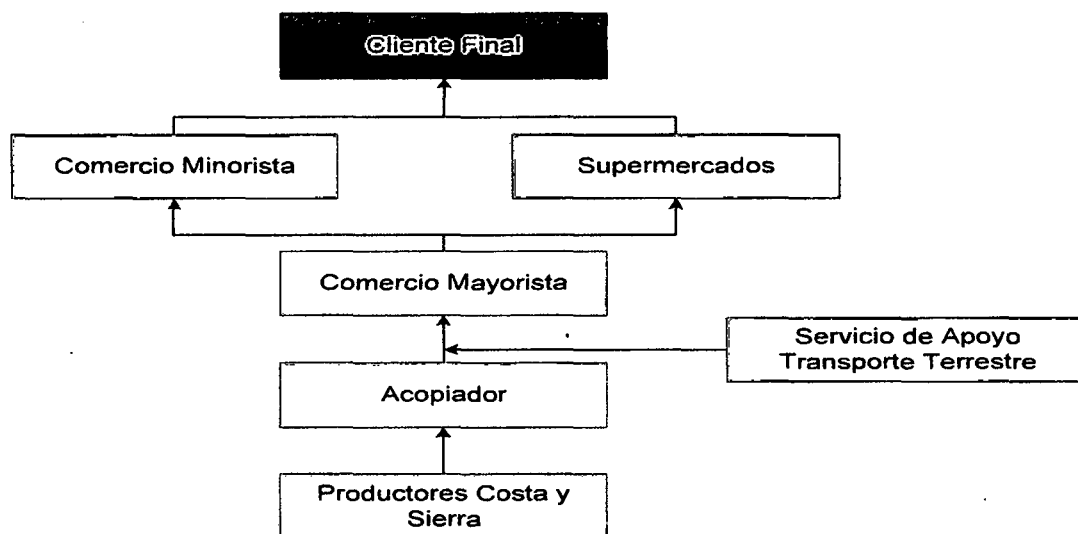 Cliente Final
Comercio Minorista
Supermercados
Comercio Mayorista
Servicio de Apoyo
Transporte Terrestre
Acopiador
Productores Costa y
Sierra